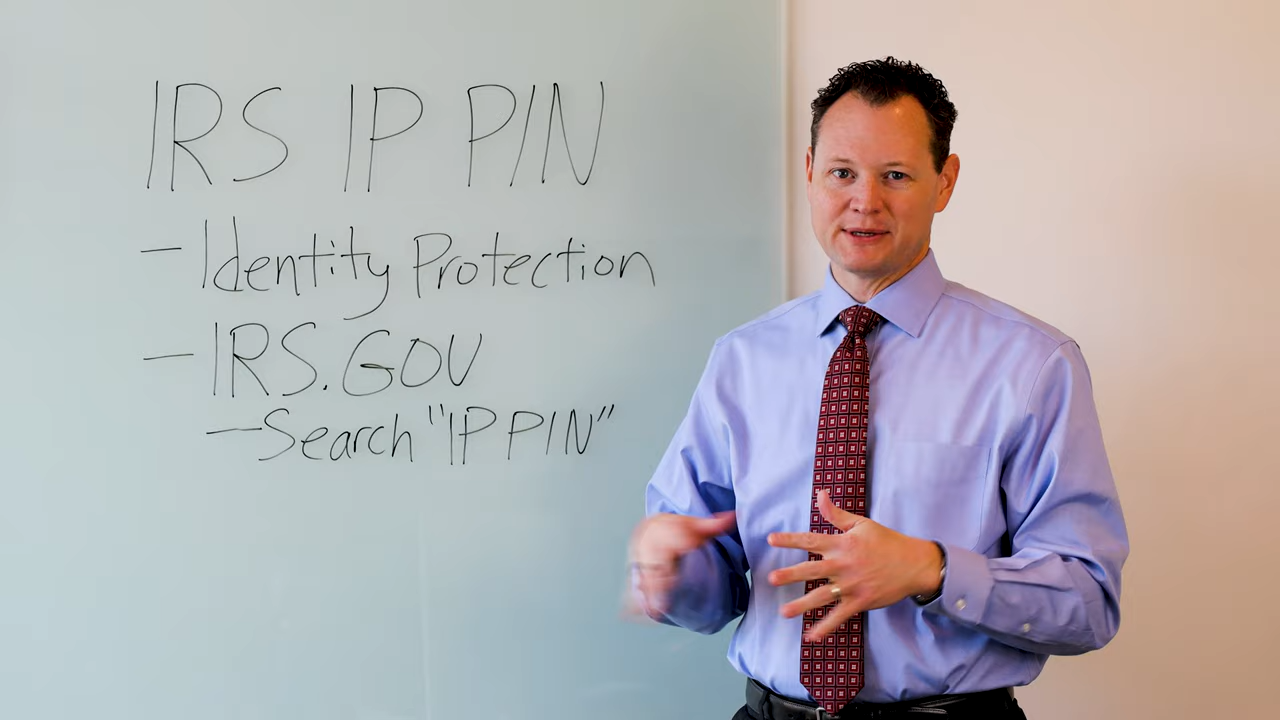 IRS IP PIN
- Identity Protection
- IRS.GOV
- Search "IP PIN"